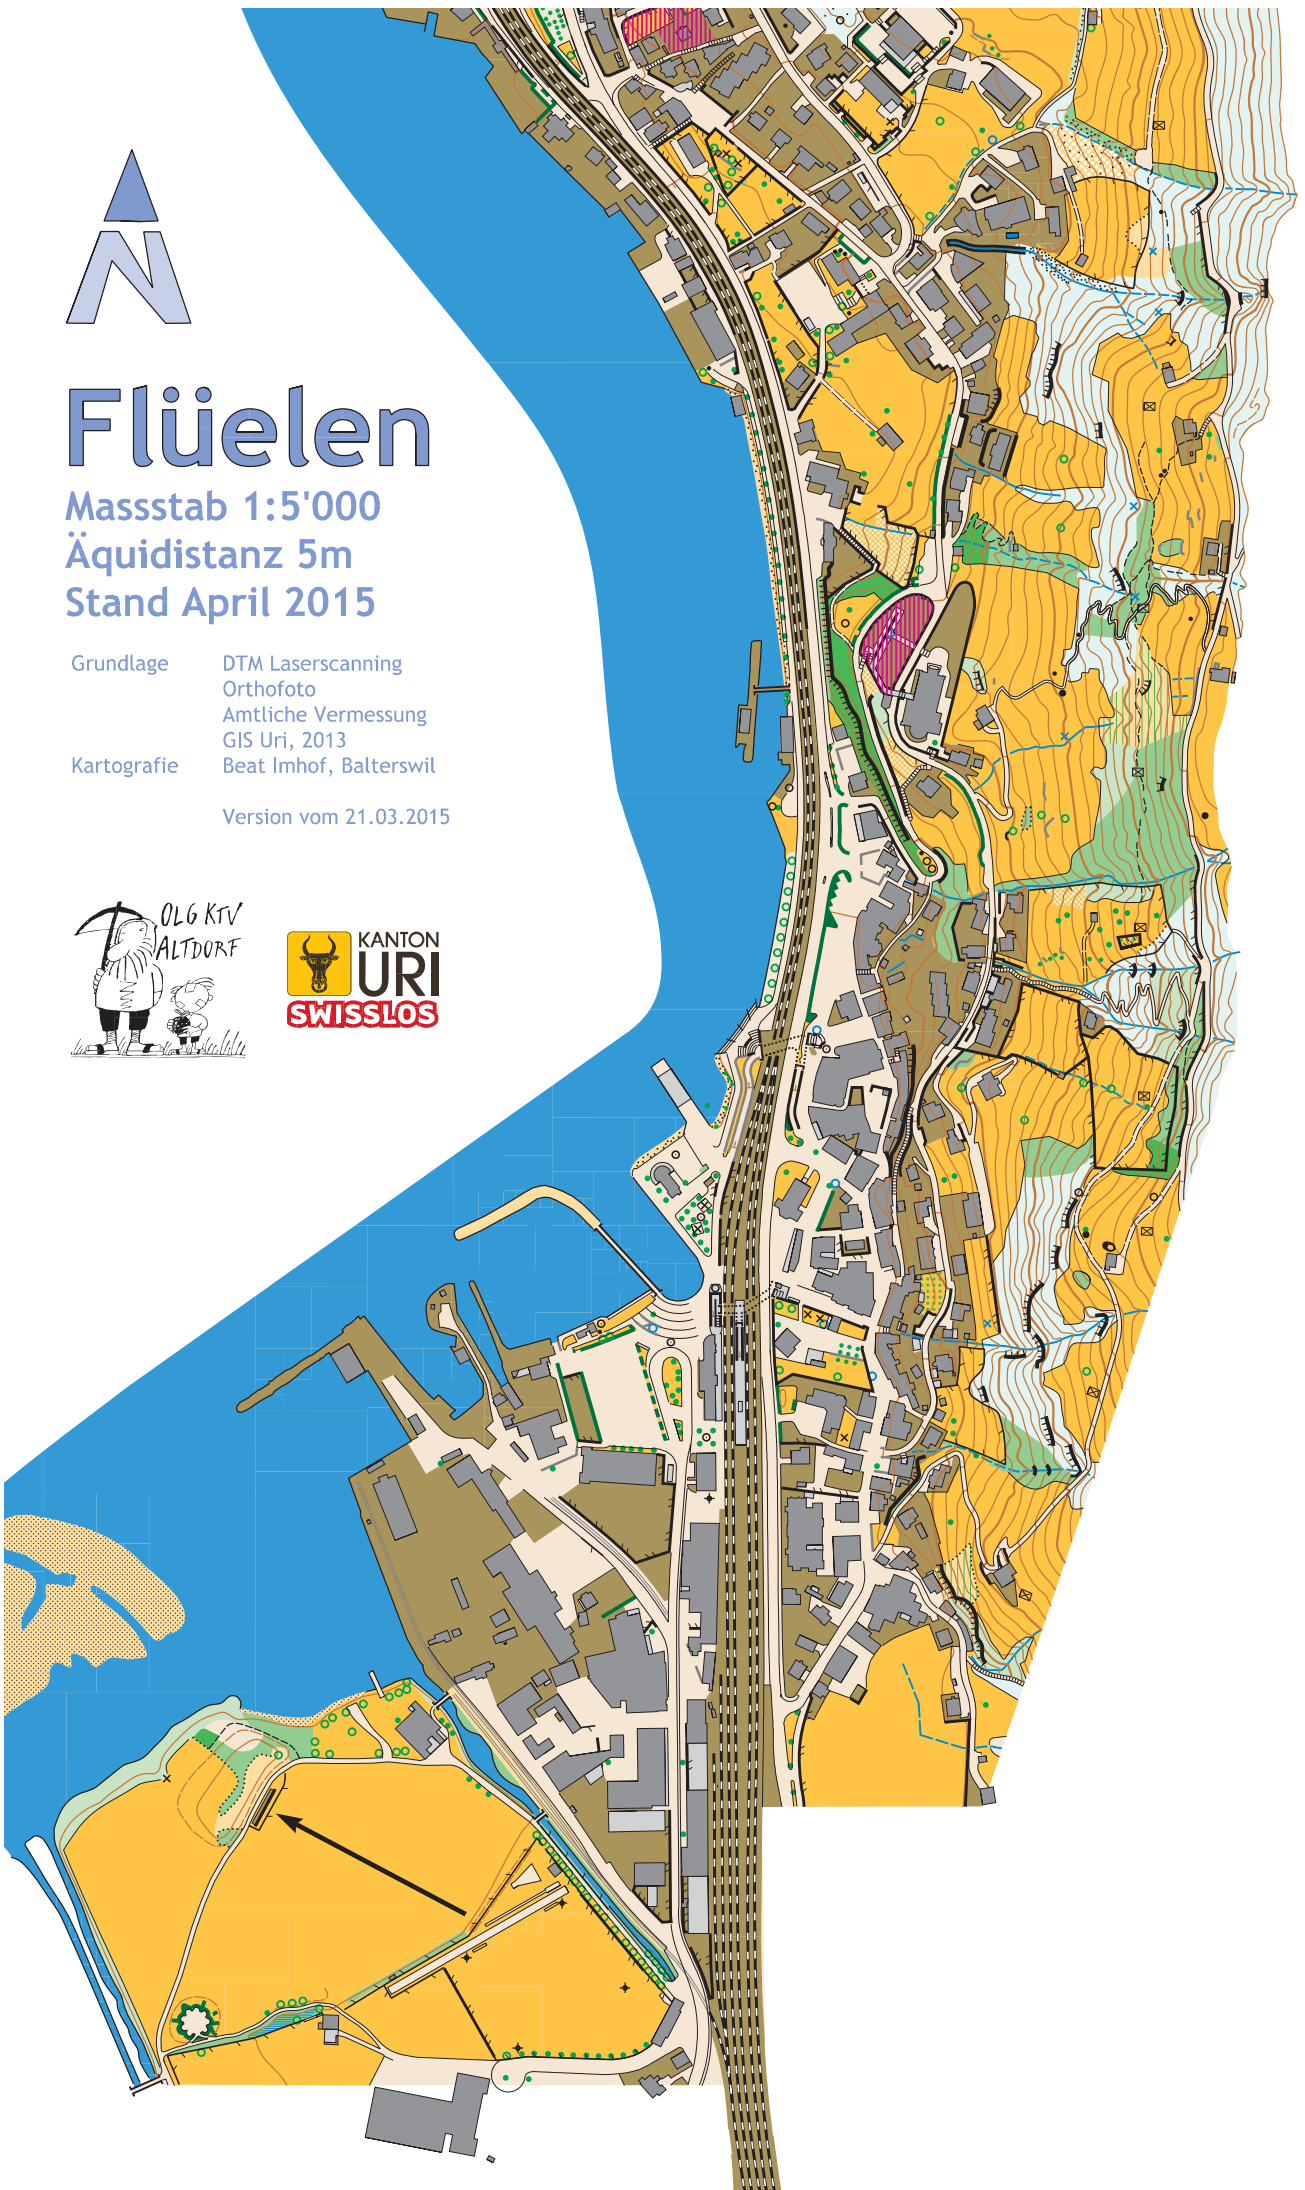 N
Flüelen
Massstab 1:5'000
Äquidistanz 5m
Stand April 2015
Grundlage DTM Laserscanning
Orthofoto
Amtliche Vermessung
GIS Uri, 2013
Kartografie Beat Imhof, Balterswil
Version vom 21.03.2015
OLG KTV
ALTDORF
KANTON
URI
SWISSLOS